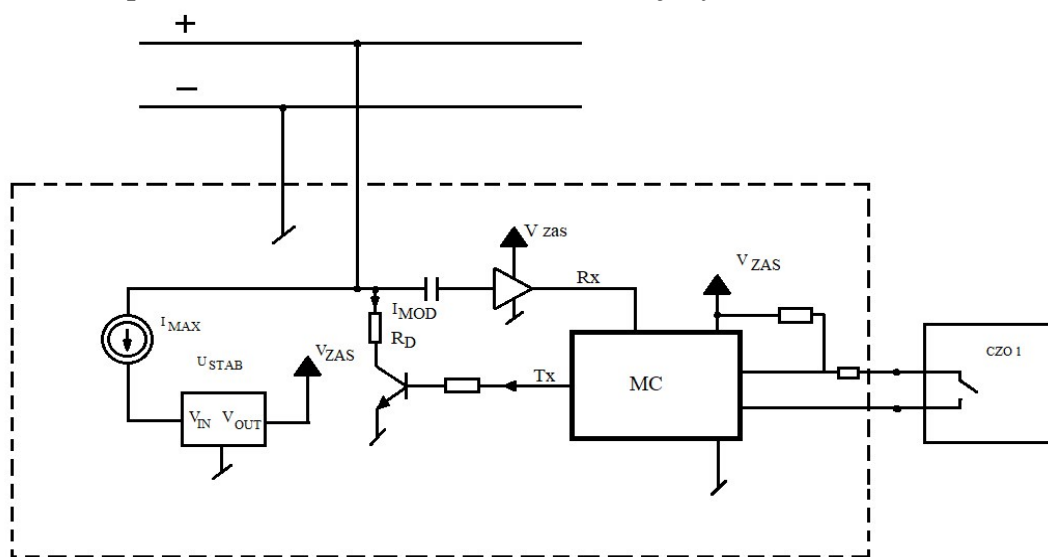 +
−
V zas
Rx
V ZAS
I MOD
I MAX
R D
V ZAS
U STAB
CZO 1
MC
Tx
V IN V OUT